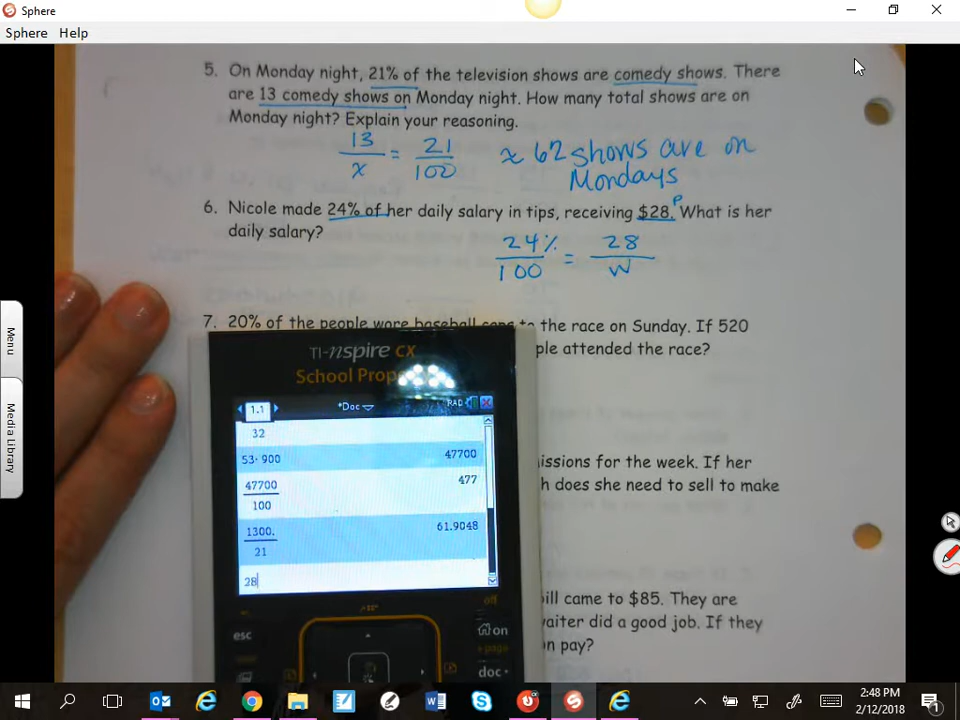 Sphere
Sphere Help
5. On Monday night, 21% of the television shows are comedy shows. There
are 13 comedy shows on Monday night. How many total shows are on
Monday night? Explain your reasoning.
13/x = 21/100 ≈ 62 shows are on
Mondays
6. Nicole made 24% of her daily salary in tips, receiving $28. What is her
P
daily salary?
24%/100 = 28/W
7. 20% of the people wore baseball caps to the race on Sunday. If 520
ple attended the race?
TI-nspire CX
School Prop
1.1 *Doc RAD
32
53·900 47700
47700/100 477
1300./21 61.9048
28
issions for the week. If her
h does she need to sell to make
ill came to $85. They are
waiter did a good job. If they
n pay?
esc
off
on
doc
Menu
Media Library
2:48 PM
2/12/2018
1